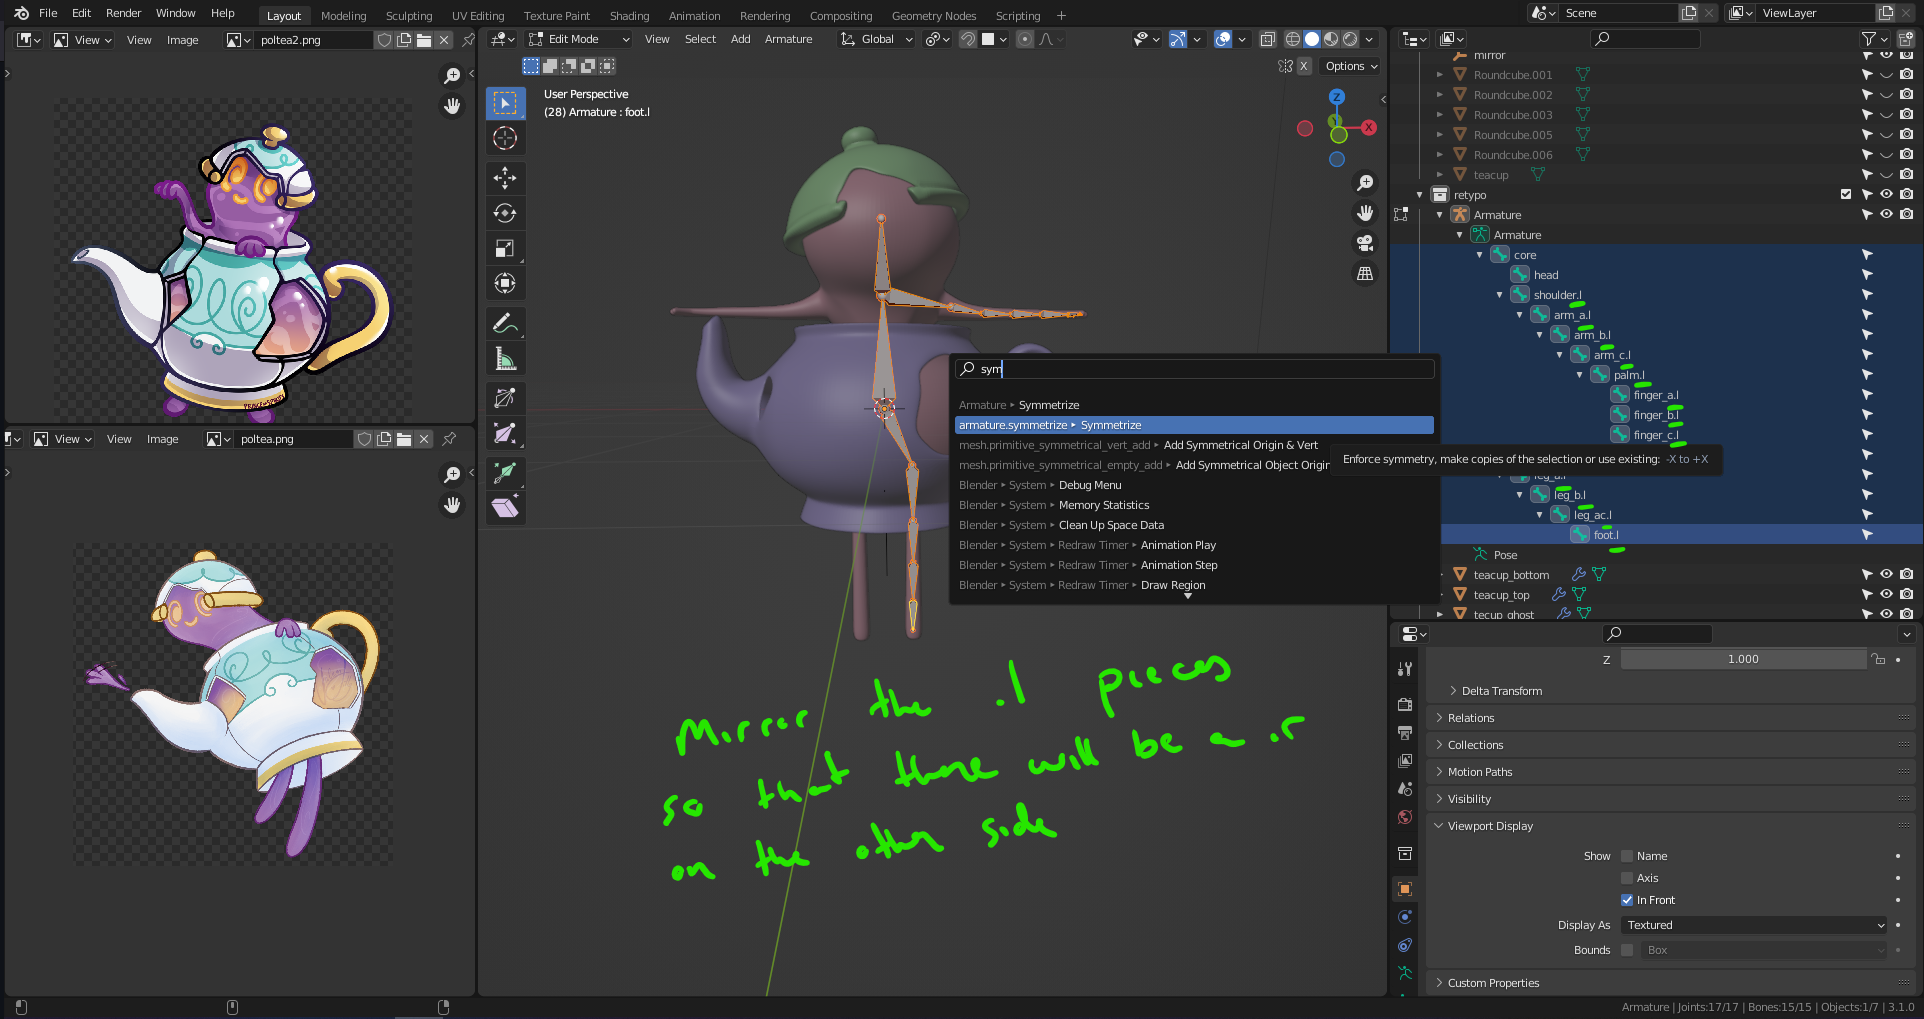 File Edit Render Window Help Layout Modeling Sculpting UV Editing Texture Paint Shading Animation Rendering Compositing Geometry Nodes Scripting + Scene ViewLayer
View View Image poltea2.png Edit Mode View Select Add Armature Global
X Options
User Perspective
(28) Armature : foot.l
Z
X
View View Image poltea.png
sym
Armature ▸ Symmetrize
armature.symmetrize ▸ Symmetrize
mesh.primitive_symmetrical_vert_add ▸ Add Symmetrical Origin & Vert
mesh.primitive_symmetrical_empty_add ▸ Add Symmetrical Object Origin
Blender ▸ System ▸ Debug Menu
Blender ▸ System ▸ Memory Statistics
Blender ▸ System ▸ Clean Up Space Data
Blender ▸ System ▸ Redraw Timer ▸ Animation Play
Blender ▸ System ▸ Redraw Timer ▸ Animation Step
Blender ▸ System ▸ Redraw Timer ▸ Draw Region
Enforce symmetry, make copies of the selection or use existing: -X to +X
Mirror the .l pieces
so that there will be a .r
on the other side
mirror
Roundcube.001
Roundcube.002
Roundcube.003
Roundcube.005
Roundcube.006
teacup
retypo
Armature
Armature
core
head
shoulder.l
arm_a.l
arm_b.l
arm_c.l
palm.l
finger_a.l
finger_b.l
finger_c.l
leg_a.l
leg_b.l
leg_ac.l
foot.l
Pose
teacup_bottom
teacup_top
tecup_ghost
Z 1.000
Delta Transform
Relations
Collections
Motion Paths
Visibility
Viewport Display
Show Name
Axis
In Front
Display As Textured
Bounds Box
Custom Properties
Armature | Joints:17/17 | Bones:15/15 | Objects:1/7 | 3.1.0